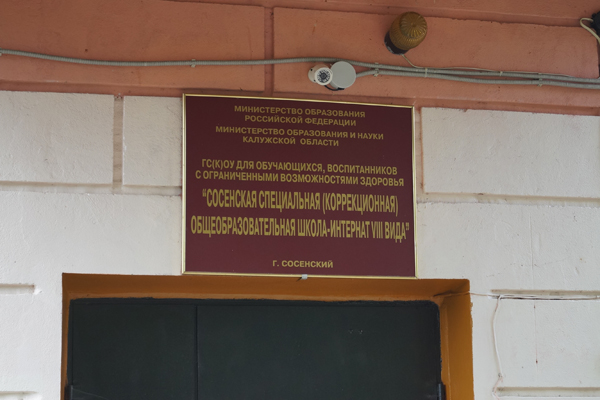 МИНИСТЕРСТВО ОБРАЗОВАНИЯ
РОССИЙСКОЙ ФЕДЕРАЦИИ
МИНИСТЕРСТВО ОБРАЗОВАНИЯ И НАУКИ
КАЛУЖСКОЙ ОБЛАСТИ
ГС(К)ОУ ДЛЯ ОБУЧАЮЩИХСЯ, ВОСПИТАННИКОВ
С ОГРАНИЧЕННЫМИ ВОЗМОЖНОСТЯМИ ЗДОРОВЬЯ
"СОСЕНСКАЯ СПЕЦИАЛЬНАЯ (КОРРЕКЦИОННАЯ)
ОБЩЕОБРАЗОВАТЕЛЬНАЯ ШКОЛА-ИНТЕРНАТ VIII ВИДА"
Г. СОСЕНСКИЙ